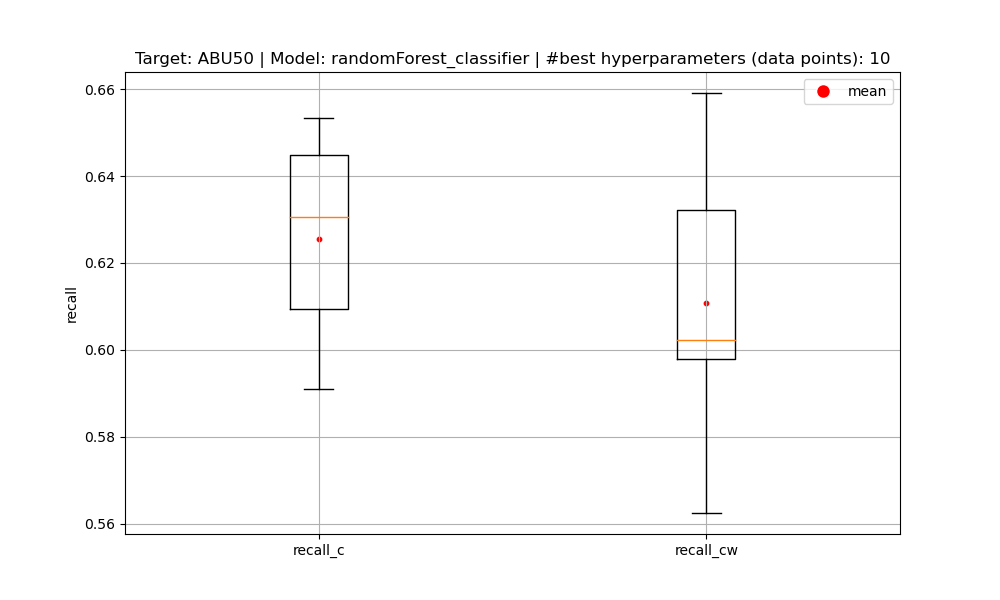 Target: ABU50 | Model: randomForest_classifier | #best hyperparameters (data points): 10
mean
0.66
0.64
0.62
0.60
0.58
0.56
recall
recall_c
recall_cw